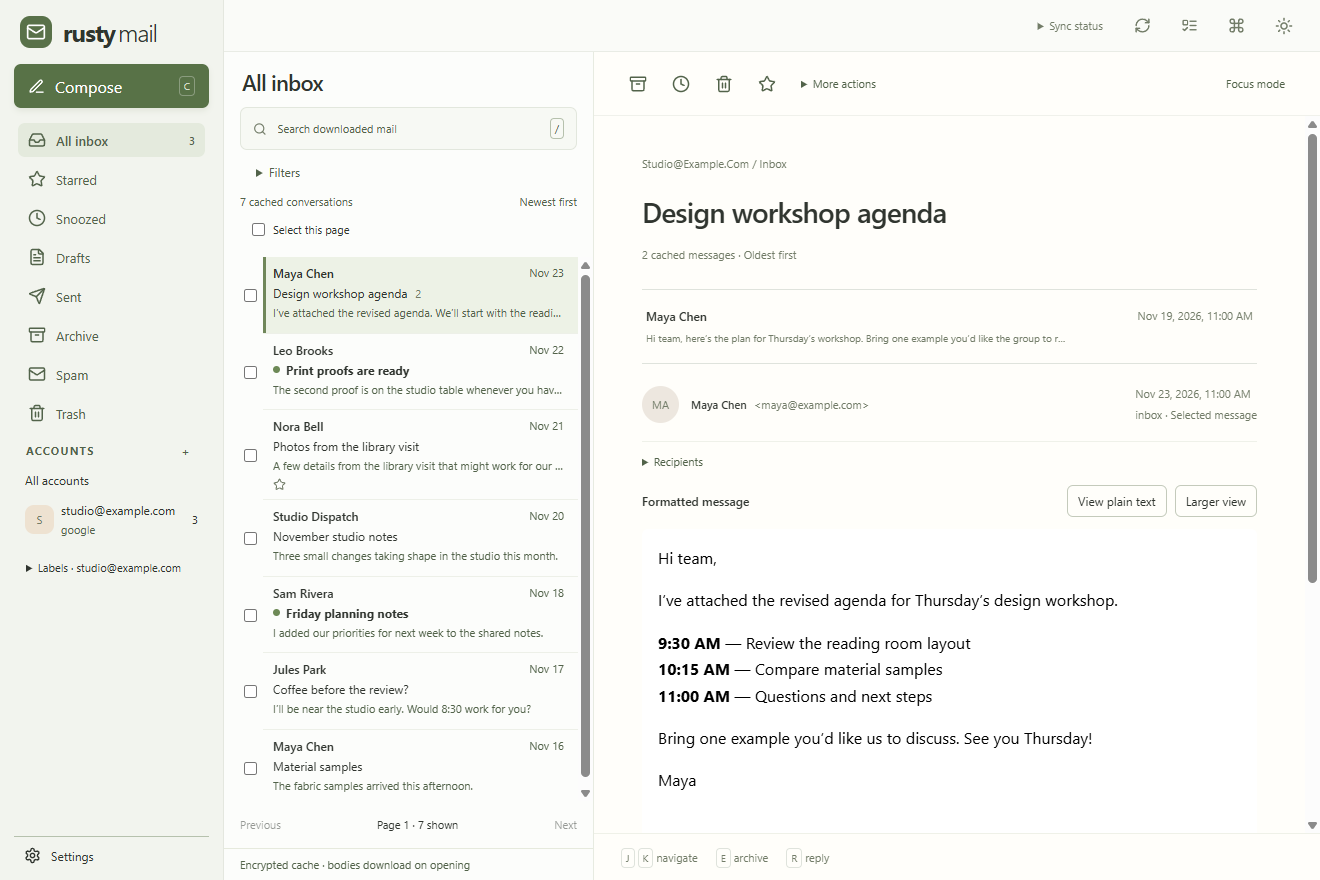 rusty mail
Compose C
All inbox 3
Starred
Snoozed
Drafts
Sent
Archive
Spam
Trash
ACCOUNTS +
All accounts
S
studio@example.com
google
3
Labels · studio@example.com
Settings
Sync status
All inbox
Search downloaded mail /
Filters
7 cached conversations Newest first
Select this page
Maya Chen Nov 23
Design workshop agenda 2
I've attached the revised agenda. We'll start with the readi...
Leo Brooks Nov 22
Print proofs are ready
The second proof is on the studio table whenever you hav...
Nora Bell Nov 21
Photos from the library visit
A few details from the library visit that might work for our ...
Studio Dispatch Nov 20
November studio notes
Three small changes taking shape in the studio this month.
Sam Rivera Nov 18
Friday planning notes
I added our priorities for next week to the shared notes.
Jules Park Nov 17
Coffee before the review?
I'll be near the studio early. Would 8:30 work for you?
Maya Chen Nov 16
Material samples
The fabric samples arrived this afternoon.
Previous Page 1 · 7 shown Next
Encrypted cache · bodies download on opening
More actions Focus mode
Studio@Example.Com / Inbox
Design workshop agenda
2 cached messages · Oldest first
Maya Chen Nov 19, 2026, 11:00 AM
Hi team, here's the plan for Thursday's workshop. Bring one example you'd like the group to r...
MA Maya Chen <maya@example.com>
Nov 23, 2026, 11:00 AM
inbox · Selected message
Recipients
Formatted message View plain text Larger view
Hi team,
I've attached the revised agenda for Thursday's design workshop.
9:30 AM — Review the reading room layout
10:15 AM — Compare material samples
11:00 AM — Questions and next steps
Bring one example you'd like us to discuss. See you Thursday!
Maya
J K navigate E archive R reply